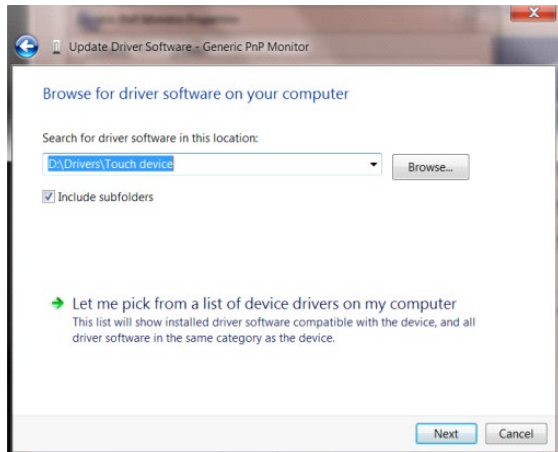 Update Driver Software - Generic PnP Monitor
Browse for driver software on your computer
Search for driver software in this location:
D:\Drivers\Touch device
Browse...
Include subfolders
Let me pick from a list of device drivers on my computer
This list will show installed driver software compatible with the device, and all
driver software in the same category as the device.
Next
Cancel